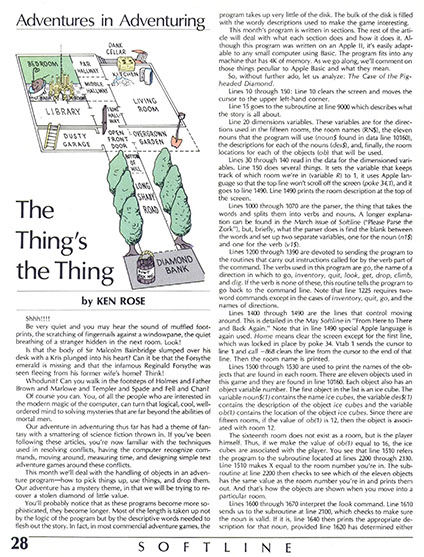 Adventures in Adventuring
DANK
CELLAR
BEDROOM
FAR
HALLWAY
KITCHEN
MIDDLE OF CLASSROOM
LIBRARY
LIVING
ROOM
DUSTY
GARAGE
OPEN
FRONT
DOOR
OVERGROWN
GARDEN
LONG
ROAD
DIAMOND
BANK
The
Thing's
the Thing
by KEN ROSE
Shhh!!!!
Be very quiet and you may hear the sound of muffled foot-
prints, the scratching of fingernails against a windowpane, the quiet
breathing of a stranger hidden in the next room. Look!
Is that the body of Sir Malcolm Bainbridge slumped over his
desk with a Kris plunged into his heart? Can it be that the Forsythe
emerald is missing and that the infamous Reginald Forsythe was
seen fleeing from his former wife's home? Think!
Whodunit? Can you walk in the footsteps of Holmes and Father
Brown and Marlowe and Templer and Spade and Fell and Chan?
Of course you can. You, of all the people who are interested in
the modern magic of the computer, can turn that logical, cool, well-
ordered mind to solving mysteries that are far beyond the abilities of
mortal men.
Our adventure in adventuring thus far has had a theme of fan-
tasy with a smattering of science fiction thrown in. If you've been
following these articles, you're now familiar with the techniques
used in resolving conflicts, having the computer recognize com-
mands, moving around, measuring time, and designing simple text
adventure games around these conflicts.
This month we'll deal with the handling of objects in an adven-
ture program—how to pick things up, use things, and drop them.
Our adventure has a mystery theme, in that we will be trying to re-
cover a stolen diamond of little value.
You'll probably notice that as these programs become more so-
phisticated, they become longer. Most of the length is taken up not
by the logic of the program but by the descriptive words needed to
flesh out the story. In fact, in most commercial adventure games, the
program takes up very little of the disk. The bulk of the disk is filled
with the wordy descriptions used to make the game interesting.
This month's program is written in sections. The rest of the arti-
cle will deal with what each section does and how it does it. Al-
though this program was written on an Apple II, it's easily adapt-
able to any small computer using Basic. The program fits into any
machine that has 4K of memory. As we go along, we'll comment on
those things peculiar to Apple Basic and what they mean.
So, without further ado, let us analyze: The Case of the Pig-
headed Diamond.
Lines 10 through 150: Line 10 clears the screen and moves the
cursor to the upper left-hand corner.
Line 15 goes to the subroutine at line 9000 which describes what
the story is all about.
Line 20 dimensions variables. These variables are for the direc-
tions used in the fifteen rooms, the room names (RN$), the eleven
nouns that the program will use (noun$ found in data line 10160),
the descriptions for each of the nouns (des$), and, finally, the room
locations for each of the objects (ob) that will be used.
Lines 30 through 140 read in the data for the dimensioned vari-
ables. Line 150 does several things. It sets the variable that keeps
track of which room we're in (variable R) to 1, it uses Apple lan-
guage so that the top line won't scroll off the screen (poke 34,1), and it
goes to line 1490. Line 1490 prints the room description at the top of
the screen.
Lines 1000 through 1070 are the parser, the thing that takes the
words and splits them into verbs and nouns. A longer explana-
tion can be found in the March issue of Softline ("Please Parse the
Zork"), but, briefly, what the parser does is find the blank between
the words and set up two separate variables, one for the noun (n1$)
and one for the verb (v1$).
Lines 1200 through 1390 are devoted to sending the program to
the routines that carry out instructions called for by the verb part of
the command. The verbs used in this program are go, the name of a
direction in which to go, inventory, quit, look, get, drop, climb,
and dig. If the verb is none of these, this routine tells the program to
go back to the command line. Note that line 1225 requires two-
word commands except in the cases of inventory, quit, go, and the
names of directions.
Lines 1400 through 1490 are the lines that control moving
around. This is detailed in the May Softline in "From Here to There
and Back Again." Note that in line 1490 special Apple language is
again used. Home means clear the screen except for the first line,
which was locked in place by poke 34. Vtab 1 sends the cursor to
line 1 and call -868 clears the line from the cursor to the end of that
line. Then the room name is printed.
Lines 1500 through 1530 are used to print the names of the ob-
jects that are found in each room. There are eleven objects used in
this game and they are found in line 10160. Each object also has an
object variable number. The first object in the list is an ice cube. The
variable noun$(1) contains the name ice cubes, the variable des$(1)
contains the description of the object ice cubes and the variable
ob(1) contains the location of the object ice cubes. Since there are
fifteen rooms, if the value of ob(1) is 12, then the object is associ-
ated with room 12.
The sixteenth room does not exist as a room, but is the player
himself. Thus, if we make the value of ob(1) equal to 16, the ice
cubes are associated with the player. You see that line 1510 refers
the program to the subroutine located at lines 2200 through 2310.
Line 1510 makes X equal to the room number you're in. The sub-
routine at line 2200 then checks to see which of the eleven objects
has the same value as the room number you're in and prints them
out. And that's how the objects are shown when you move into a
particular room.
Lines 1600 through 1670 interpret the look command. Line 1610
sends us to the subroutine at line 2100, which checks to make sure
the noun is valid. If it is, line 1640 then prints the appropriate de-
scription for that noun, provided line 1620 has determined either
28
SOFTLINE